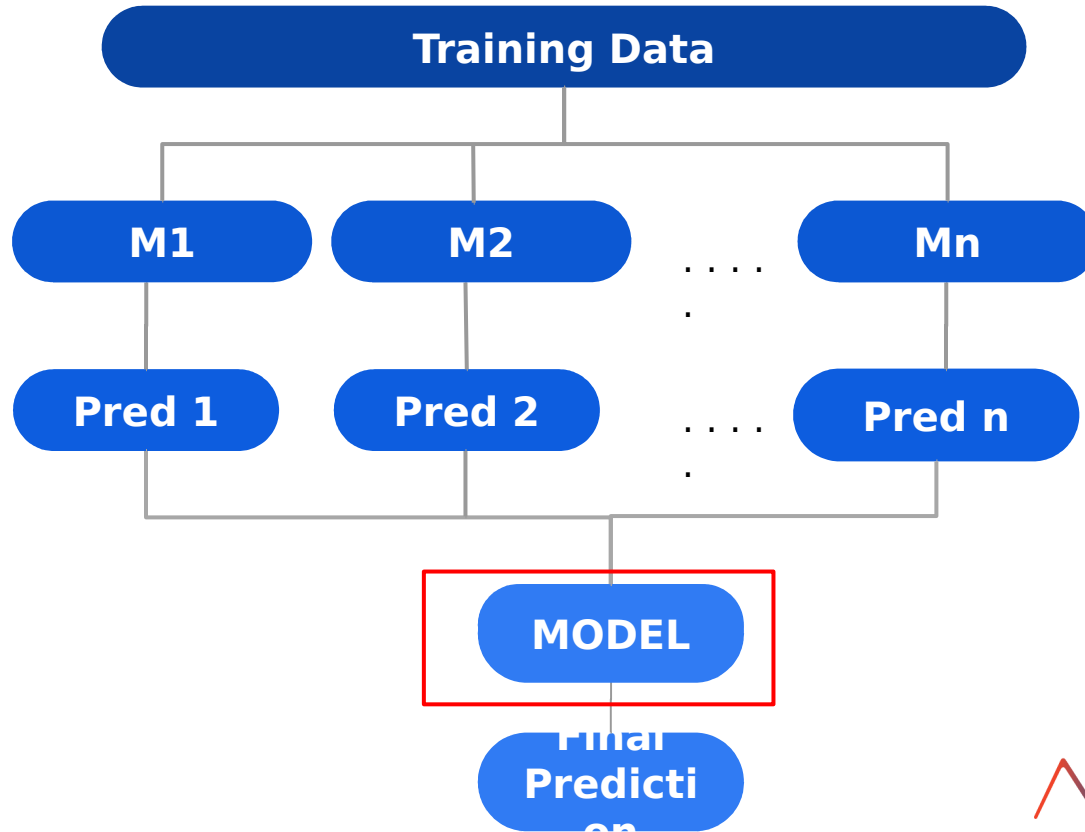 Training Data
M1
M2
. . . .
.
Mn
Pred 1
Pred 2
. . . .
.
Pred n
MODEL
Final
Predicti
on